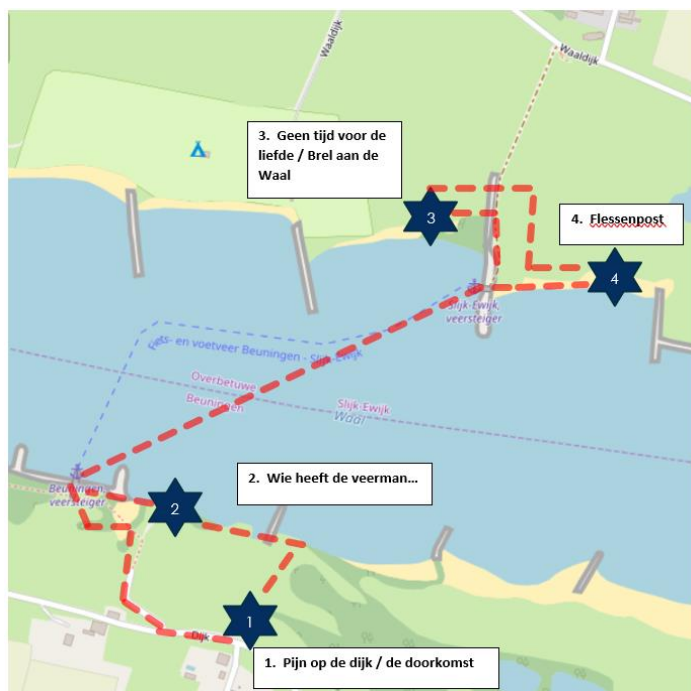 Waaldijk
Waaldijk
3. Geen tijd voor de
liefde / Brel aan de
Waal
3
4. Flessenpost
4
Slijk-Ewijk,
veersteiger
Fiets- en voetveer Beuningen - Slijk-Ewijk
Overbetuwe
Beuningen
Slijk-Ewijk
Waal
Beuningen,
veersteiger
2. Wie heeft de veerman...
2
Dijk
1
1. Pijn op de dijk / de doorkomst